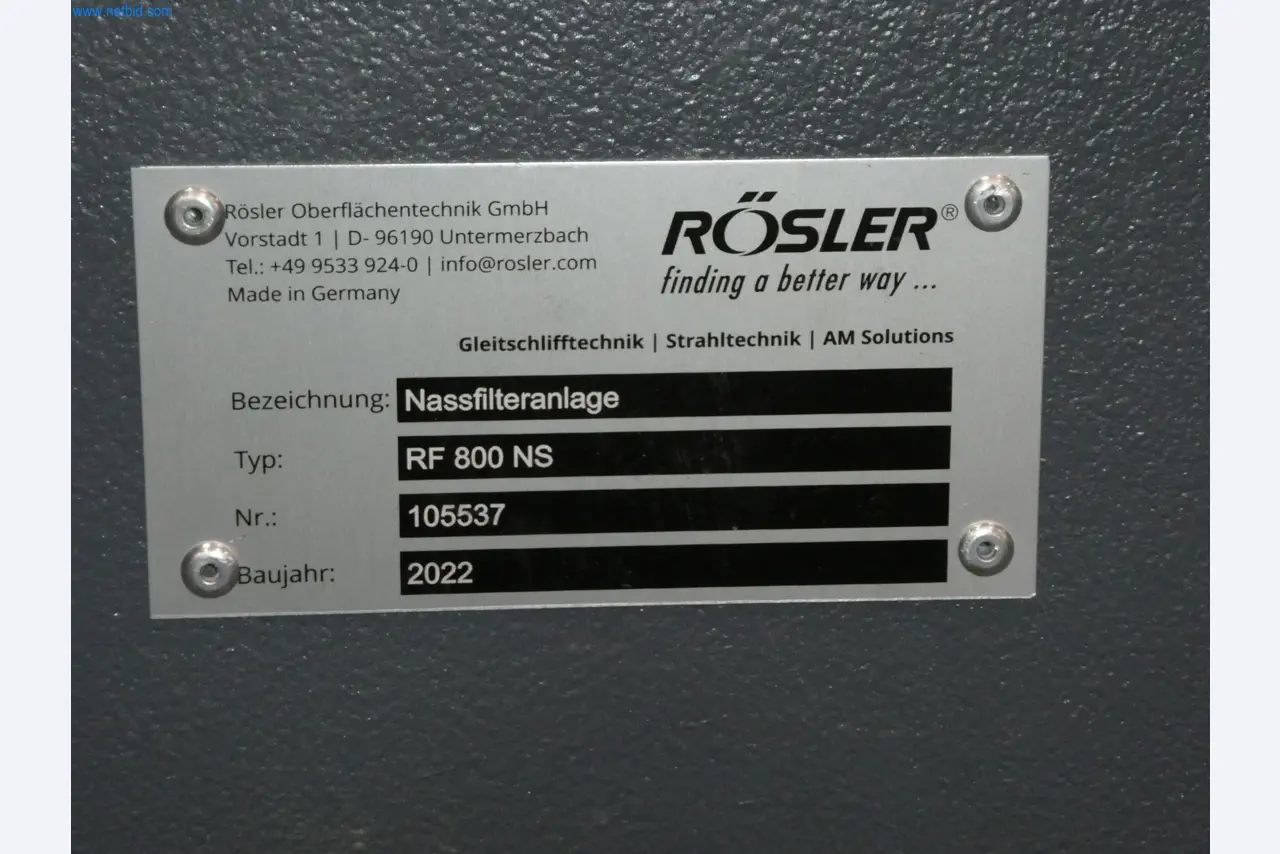 www.netbid.com
Rösler Oberflächentechnik GmbH
Vorstadt 1 | D- 96190 Untermerzbach
Tel.: +49 9533 924-0 | info@rosler.com
Made in Germany
RÖSLER®
finding a better way ...
Gleitschlifftechnik | Strahltechnik | AM Solutions
Bezeichnung: Nassfilteranlage
Typ: RF 800 NS
Nr.: 105537
Baujahr: 2022